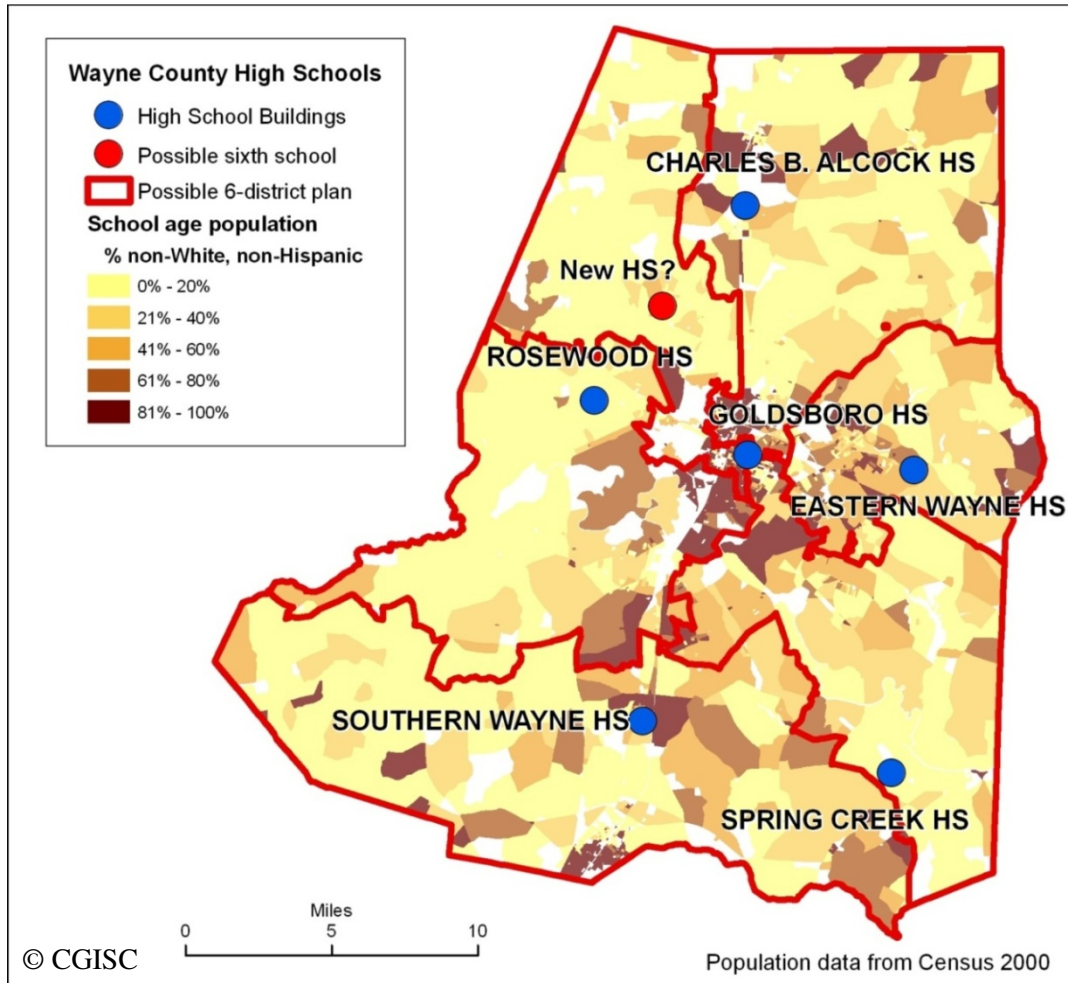 Wayne County High Schools
High School Buildings
Possible sixth school
Possible 6-district plan
School age population
% non-White, non-Hispanic
0% - 20%
21% - 40%
41% - 60%
61% - 80%
81% - 100%
CHARLES B. ALCOCK HS
New HS?
ROSEWOOD HS
GOLDSBORO HS
EASTERN WAYNE HS
SOUTHERN WAYNE HS
SPRING CREEK HS
Miles
0 5 10
© CGISC
Population data from Census 2000